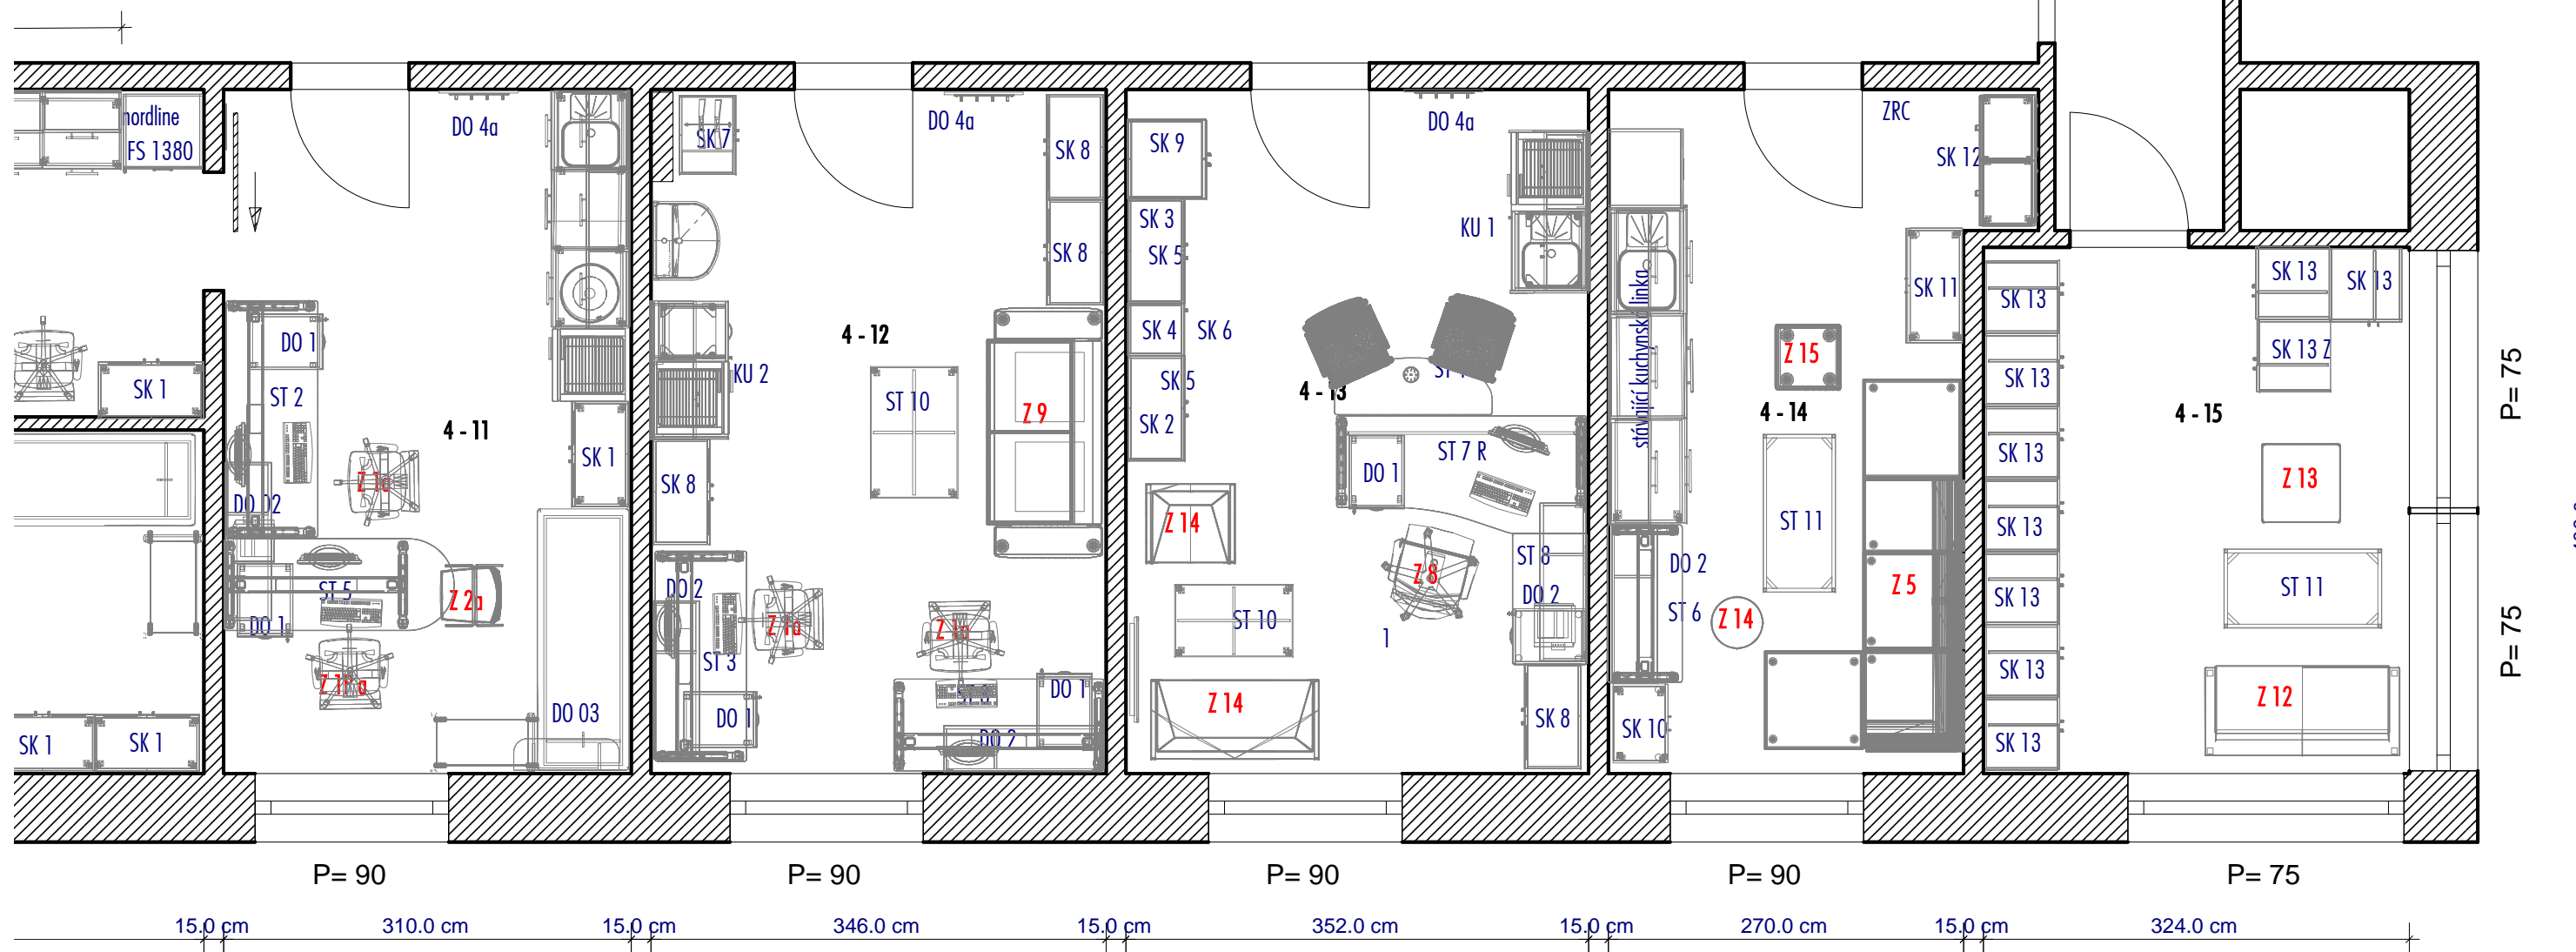 nordline
FS 1380
SK 1
SK 1
SK 1
DO 4a
DO 1
ST 2
4 - 11
SK 1
DO 02
ST 5
DO 1
Z 2a
DO 03
SK 7
DO 4a
SK 8
SK 8
4 - 12
KU 2
ST 10
Z 9
SK 8
DO 2
ST 3
DO 1
DO 1
DO 2
SK 9
DO 4a
SK 3
SK 5
KU 1
SK 4
SK 6
SK 5
4 - 13
SK 2
ST 7 R
DO 1
Z 14
Z 8
ST 8
DO 2
ST 10
1
Z 14
SK 8
ZRC
SK 12
SK 11
stávající kuchynská linka
Z 15
4 - 14
ST 11
DO 2
ST 6
Z 14
Z 5
SK 10
SK 13
SK 13
SK 13
SK 13
SK 13
SK 13
SK 13
SK 13
SK 13
SK 13 Z
4 - 15
Z 13
ST 11
Z 12
P= 75
P= 75
P= 90
P= 90
P= 90
P= 90
P= 75
15.0 cm
310.0 cm
15.0 cm
346.0 cm
15.0 cm
352.0 cm
15.0 cm
270.0 cm
15.0 cm
324.0 cm